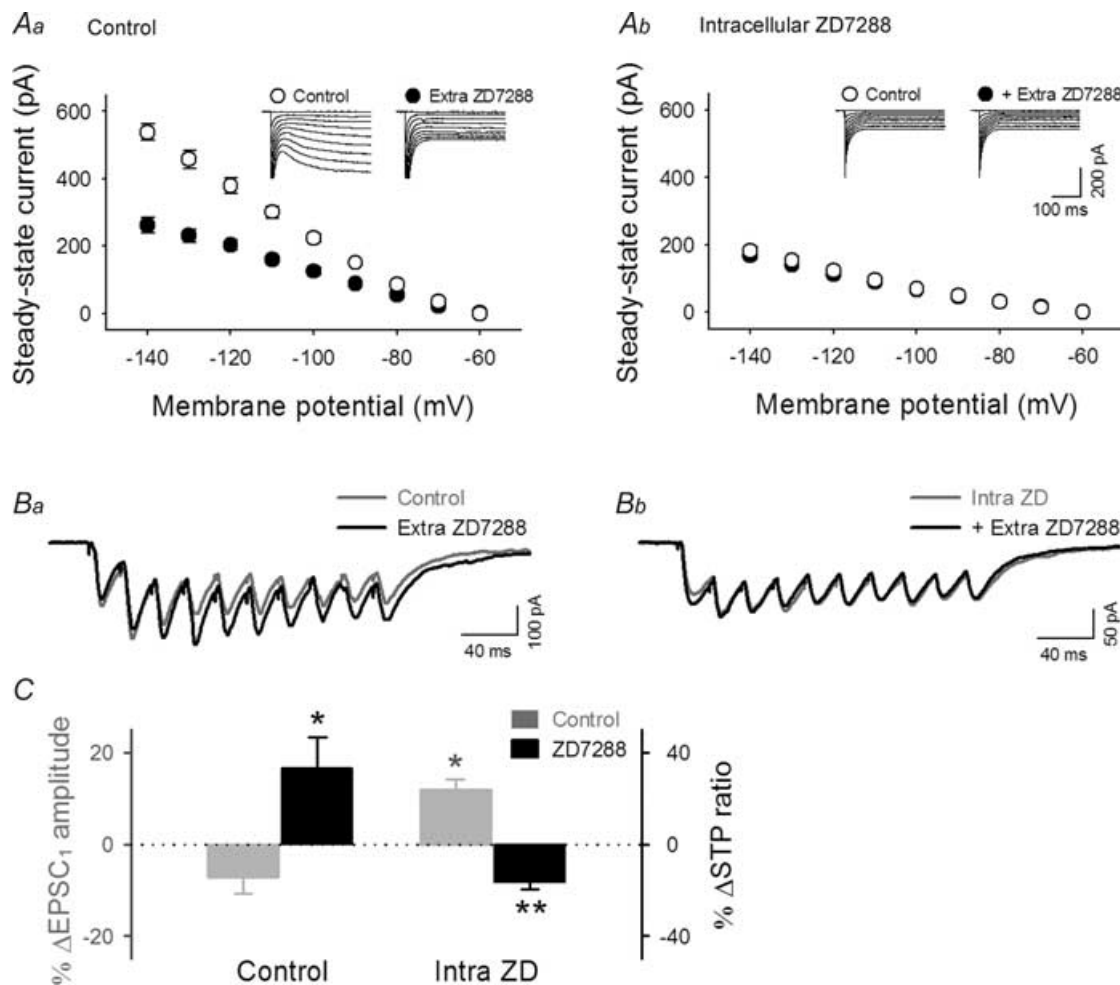 Aa Control
Steady-state current (pA)
600
400
200
0
Control
Extra ZD7288
-140 -120 -100 -80 -60
Membrane potential (mV)
Ab Intracellular ZD7288
Steady-state current (pA)
600
400
200
0
Control
+ Extra ZD7288
200 pA
100 ms
-140 -120 -100 -80 -60
Membrane potential (mV)
Ba
Control
Extra ZD7288
100 pA
40 ms
Bb
Intra ZD
+ Extra ZD7288
50 pA
40 ms
C
% ΔEPSC1 amplitude
20
0
-20
*
*
**
Control
ZD7288
40
0
-40
% ΔSTP ratio
Control Intra ZD